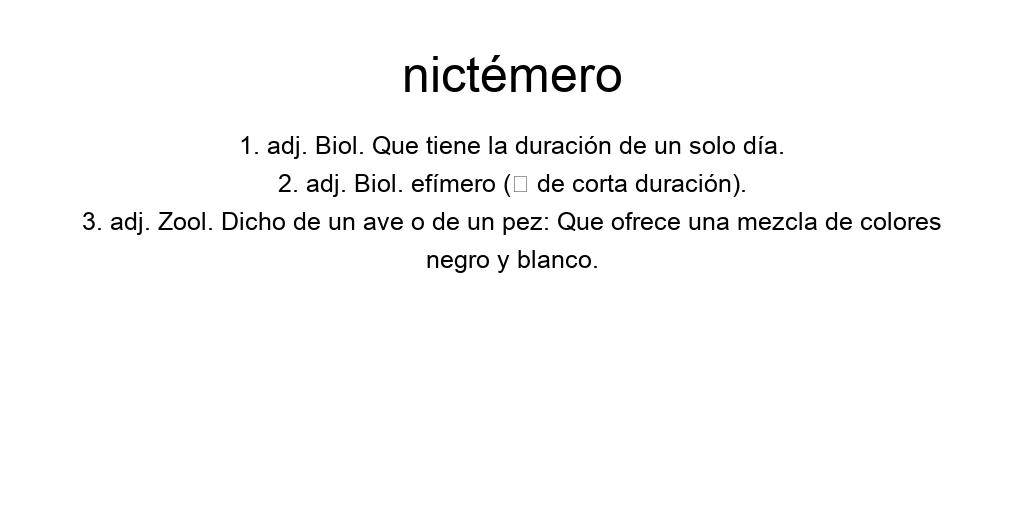 nictémero
1. adj. Biol. Que tiene la duración de un solo día.
2. adj. Biol. efímero (□ de corta duración).
3. adj. Zool. Dicho de un ave o de un pez: Que ofrece una mezcla de colores
negro y blanco.